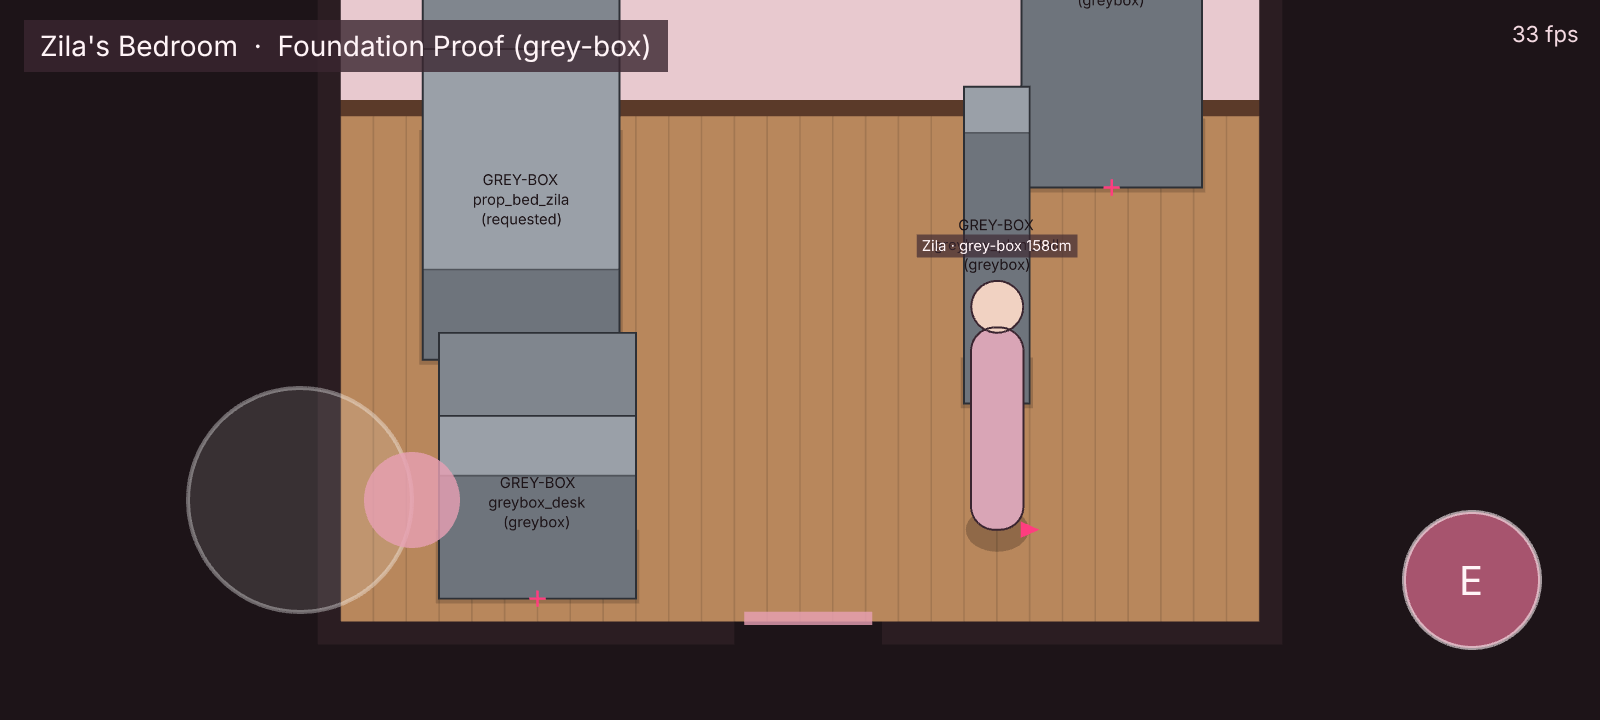 Zila's Bedroom · Foundation Proof (grey-box)
33 fps
(greybox)
GREY-BOX
prop_bed_zila
(requested)
GREY-BOX
Zila · grey-box 158cm
(greybox)
GREY-BOX
greybox_desk
(greybox)
E